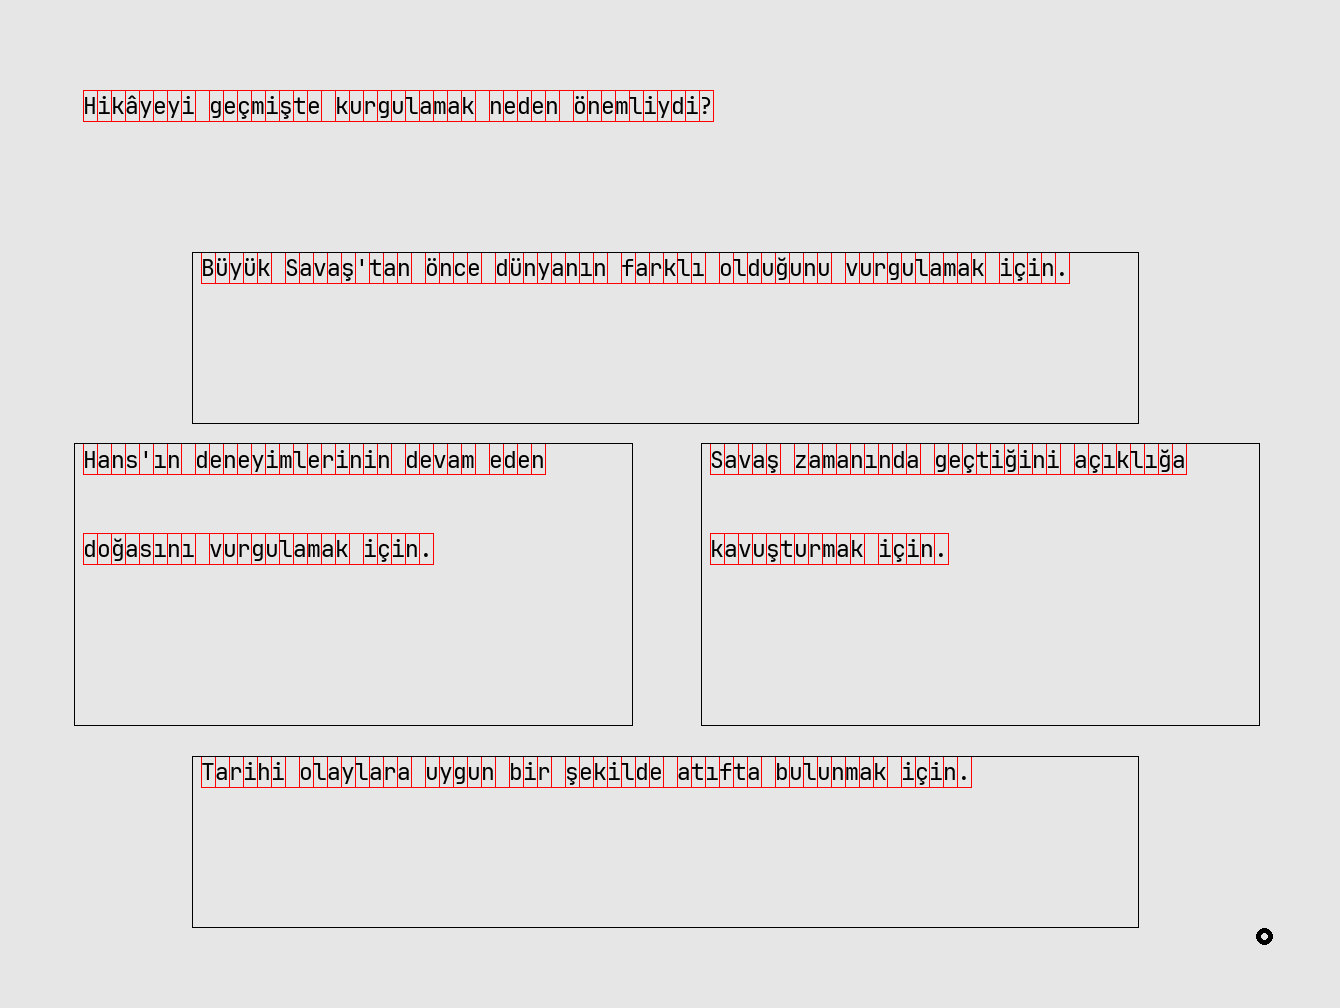 Hikâyeyi geçmişte kurgulamak neden önemliydi?
Büyük Savaş'tan önce dünyanın farklı olduğunu vurgulamak için.
Hans'ın deneyimlerinin devam eden
doğasını vurgulamak için.
Savaş zamanında geçtiğini açıklığa
kavuşturmak için.
Tarihi olaylara uygun bir şekilde atıfta bulunmak için.